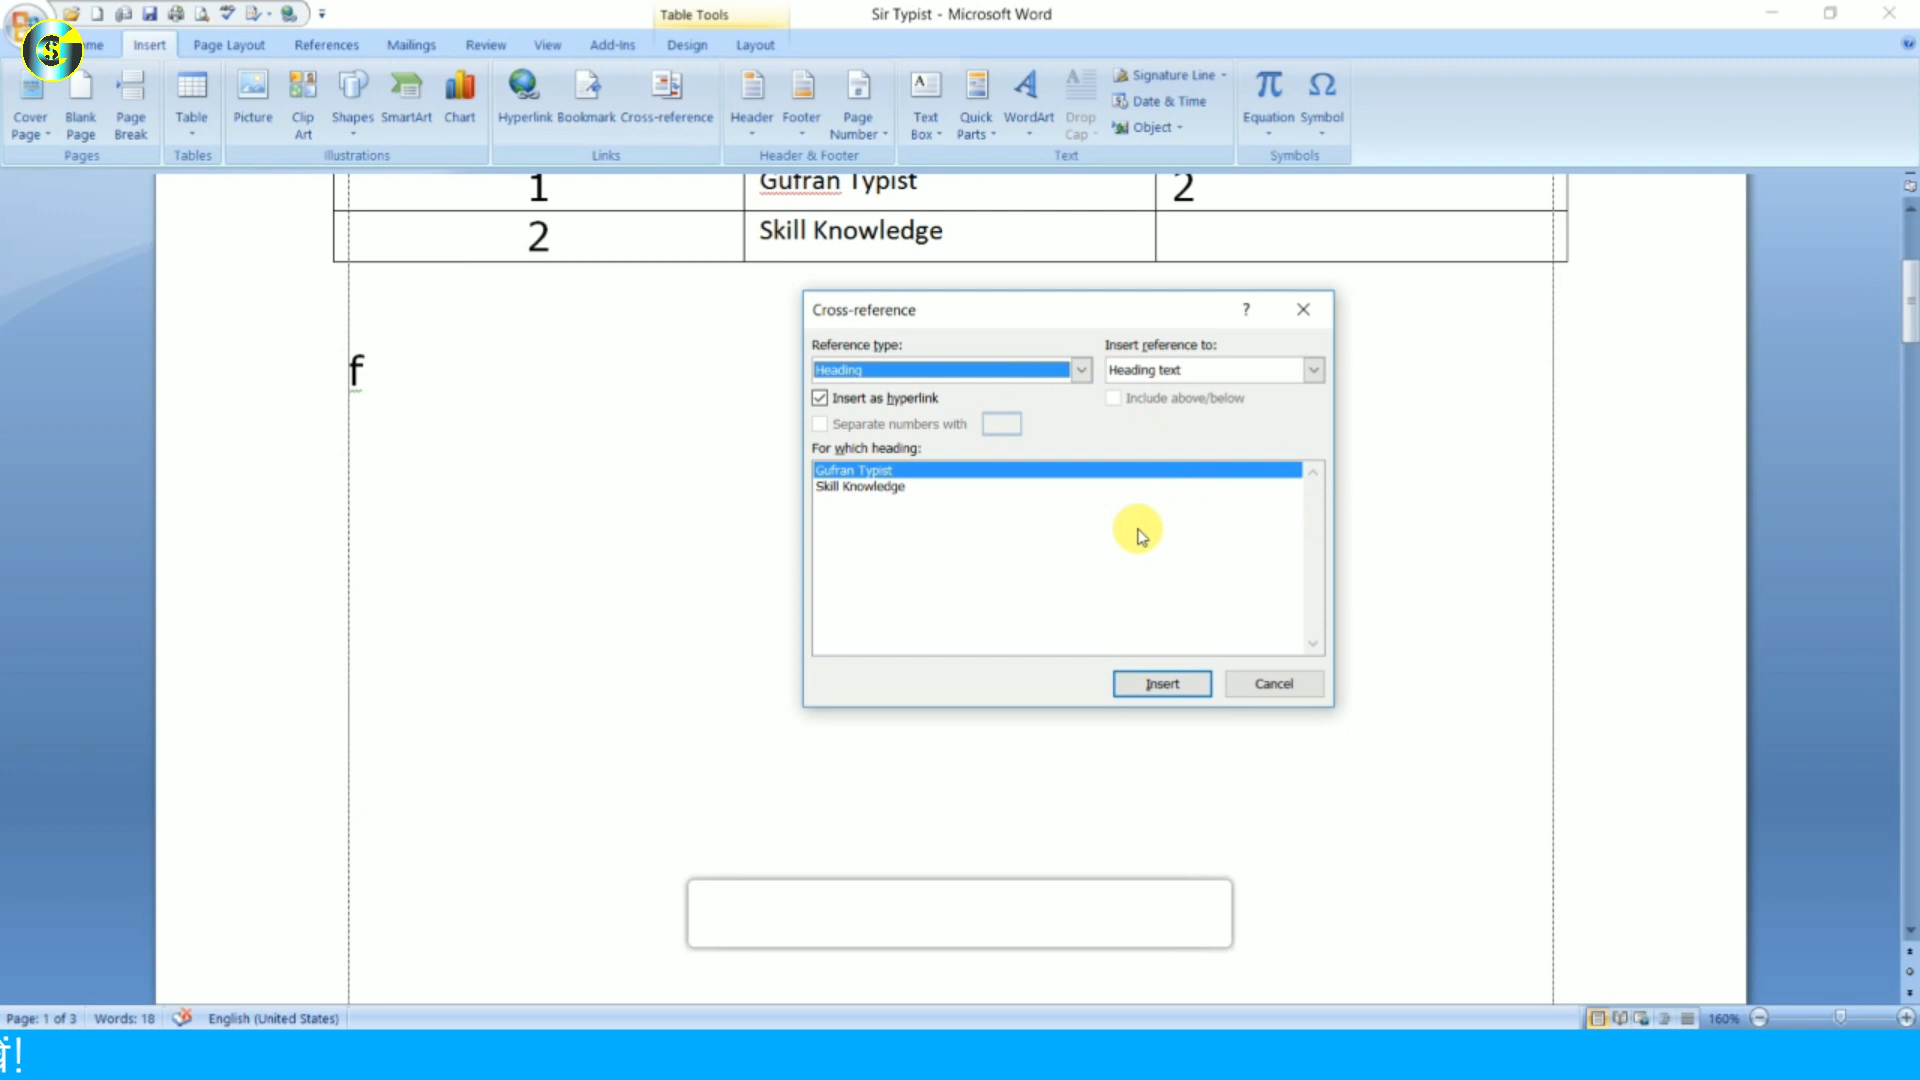 Table Tools
Sir Typist - Microsoft Word
Insert
Page Layout
References
Mailings
Review
View
Add-Ins
Design
Layout
Cover Page
Blank Page
Page Break
Table
Picture
Clip Art
Shapes
SmartArt
Chart
Hyperlink
Bookmark
Cross-reference
Header
Footer
Page Number
Text Box
Quick Parts
WordArt
Drop Cap
Signature Line
Date & Time
Object
Equation
Symbol
Pages
Tables
Illustrations
Links
Header & Footer
Text
Symbols
1 Gufran Typist 2
2 Skill Knowledge
f
Cross-reference
Reference type:
Insert reference to:
Heading
Heading text
Insert as hyperlink
Include above/below
Separate numbers with
For which heading:
Gufran Typist
Skill Knowledge
Insert
Cancel
Page: 1 of 3
Words: 18
English (United States)
160%